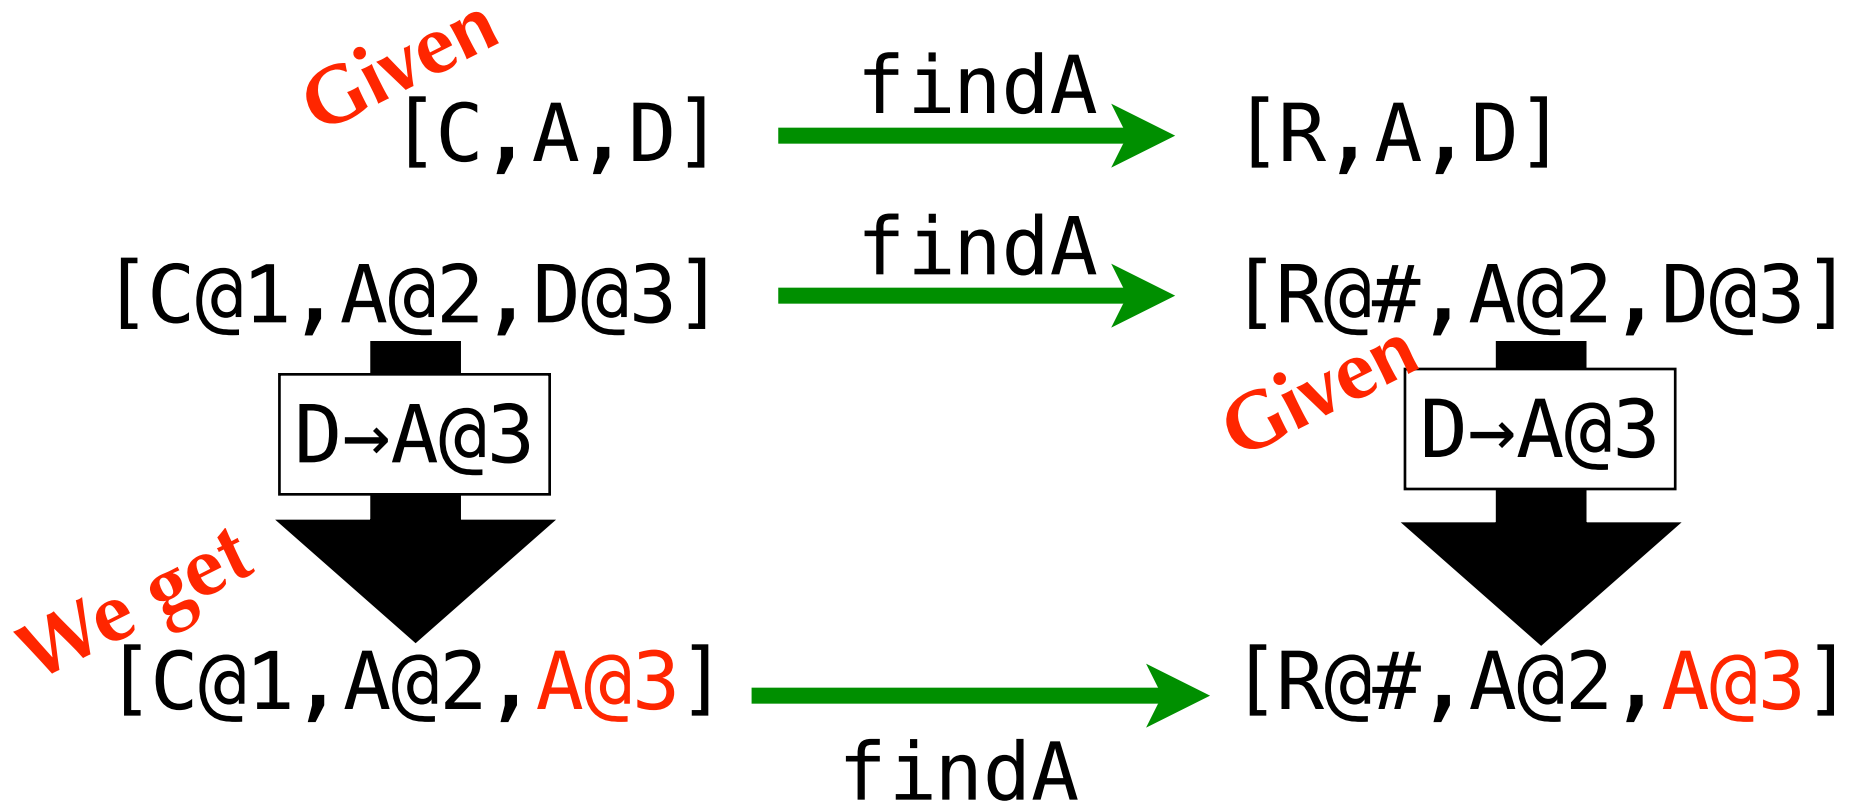 Given
[C,A,D] findA [R,A,D]
[C@1,A@2,D@3] findA [R@#,A@2,D@3]
Given
D→A@3 D→A@3
We get
[C@1,A@2,A@3] findA [R@#,A@2,A@3]